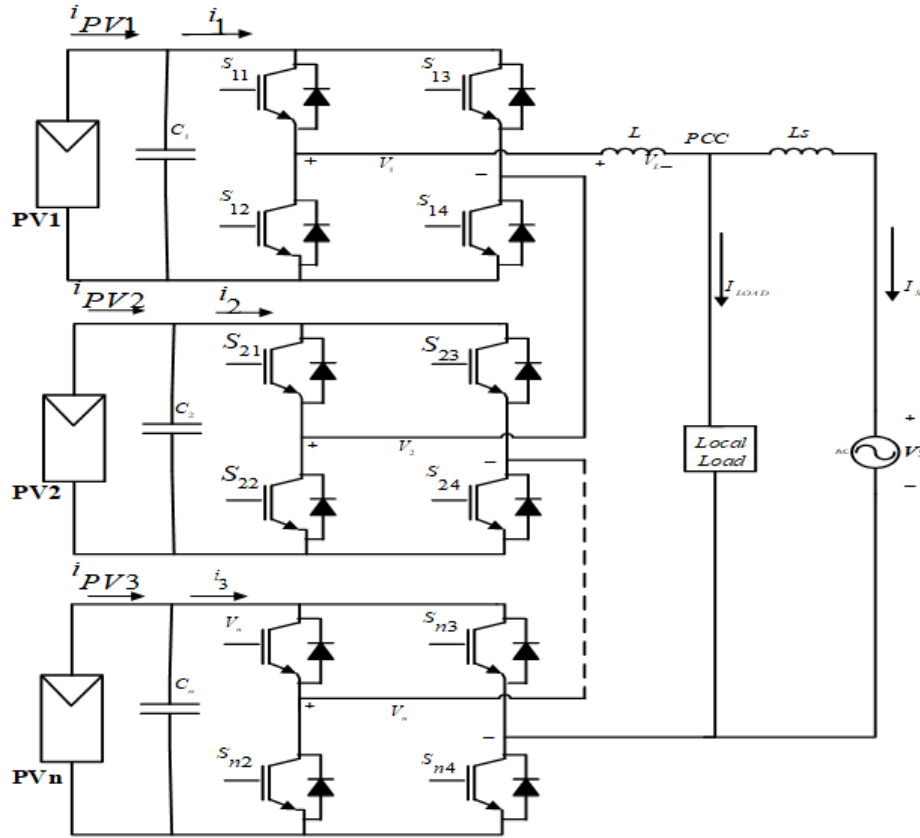 iPV1
i1
S11
S13
C1
PV1
+
V1
−
L
+
VL−
PCC
Ls
S12
S14
ILOAD
iPV2
i2
S21
S23
C2
PV2
+
V2
−
S22
S24
Local
Load
AC
+
−
iPV3
i3
Vn
Sn3
Cn
PVn
+
Vn
−
Sn2
Sn4